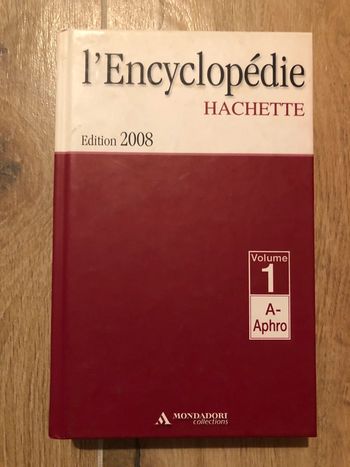 l'Encyclopédie
HACHETTE
Edition 2008
Volume
1
A-
Aphro
MONDADORI
collections